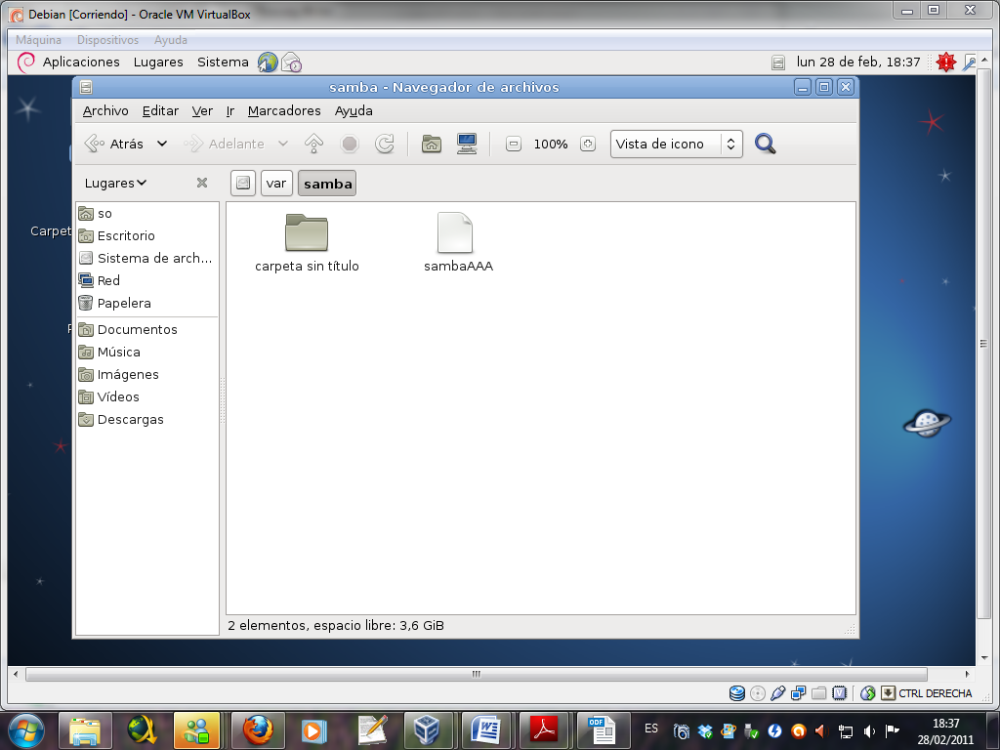 Debian [Corriendo] - Oracle VM VirtualBox
Máquina Dispositivos Ayuda
Aplicaciones Lugares Sistema lun 28 de feb, 18:37
samba - Navegador de archivos
Archivo Editar Ver Ir Marcadores Ayuda
Atrás Adelante 100% Vista de icono
Lugares var samba
so
Carpet
Escritorio
Sistema de arch...
carpeta sin título sambaAAA
Red
Papelera
Documentos
Música
Imágenes
Vídeos
Descargas
2 elementos, espacio libre: 3,6 GiB
CTRL DERECHA
ODF
ES
18:37
28/02/2011